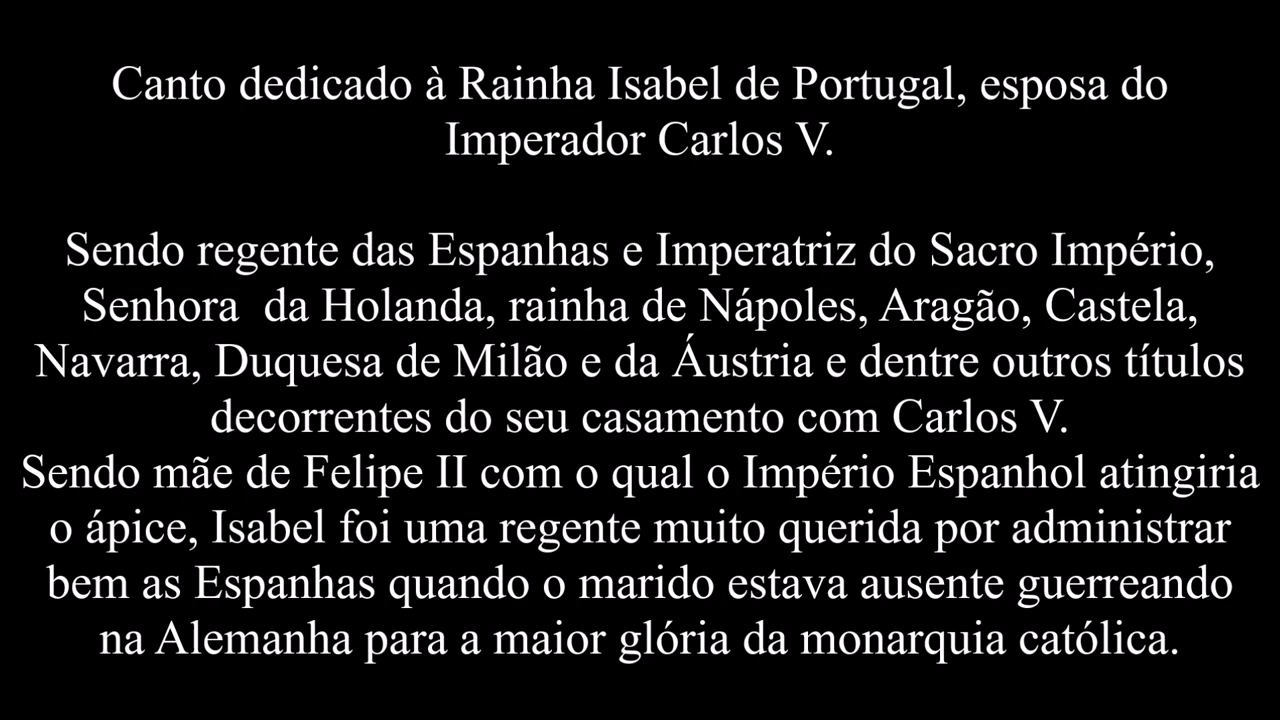 Canto dedicado à Rainha Isabel de Portugal, esposa do
Imperador Carlos V.
Sendo regente das Espanhas e Imperatriz do Sacro Império,
Senhora  da Holanda, rainha de Nápoles, Aragão, Castela,
Navarra, Duquesa de Milão e da Áustria e dentre outros títulos
decorrentes do seu casamento com Carlos V.
Sendo mãe de Felipe II com o qual o Império Espanhol atingiria
o ápice, Isabel foi uma regente muito querida por administrar
bem as Espanhas quando o marido estava ausente guerreando
na Alemanha para a maior glória da monarquia católica.